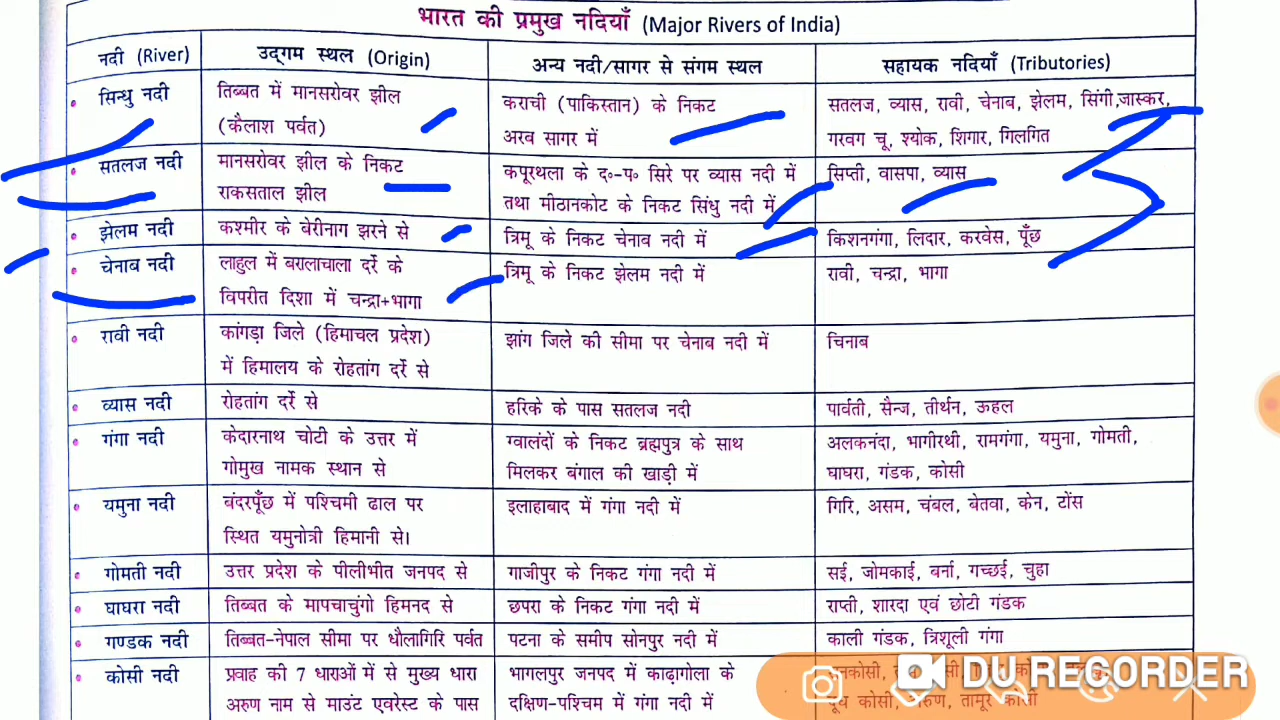 भारत की प्रमुख नदियाँ (Major Rivers of India)
नदी (River) उद्गम स्थल (Origin) अन्य नदी/सागर से संगम स्थल सहायक नदियाँ (Tributories)
सिन्धु नदी तिब्बत में मानसरोवर झील कराची (पाकिस्तान) के निकट सतलज, व्यास, रावी, चेनाब, झेलम, सिंगी,जास्कर,
(कैलाश पर्वत) अरब सागर में गरवग चू, श्योक, शिगार, गिलगित
सतलज नदी मानसरोवर झील के निकट कपूरथला के द॰-प॰ सिरे पर व्यास नदी में सिप्ती, वासपा, व्यास
राकसताल झील तथा मीठानकोट के निकट सिंधु नदी में
झेलम नदी कश्मीर के बेरीनाग झरने से त्रिमू के निकट चेनाब नदी में किशनगंगा, लिदार, करवेस, पूँछ
चेनाब नदी लाहुल में बरालाचाला दर्रे के त्रिमू के निकट झेलम नदी में रावी, चन्द्रा, भागा
विपरीत दिशा में चन्द्रा+भागा
रावी नदी कांगड़ा जिले (हिमाचल प्रदेश) झांग जिले की सीमा पर चेनाब नदी में चिनाब
में हिमालय के रोहतांग दर्रे से
व्यास नदी रोहतांग दर्रे से हरिके के पास सतलज नदी पार्वती, सैन्ज, तीर्थन, ऊहल
गंगा नदी केदारनाथ चोटी के उत्तर में ग्वालंदों के निकट ब्रह्मपुत्र के साथ अलकनंदा, भागीरथी, रामगंगा, यमुना, गोमती,
गोमुख नामक स्थान से मिलकर बंगाल की खाड़ी में घाघरा, गंडक, कोसी
यमुना नदी बंदरपूँछ में पश्चिमी ढाल पर इलाहाबाद में गंगा नदी में गिरि, असम, चंबल, बेतवा, केन, टोंस
स्थित यमुनोत्री हिमानी से।
गोमती नदी उत्तर प्रदेश के पीलीभीत जनपद से गाजीपुर के निकट गंगा नदी में सई, जोमकाई, बर्ना, गच्छई, चुहा
घाघरा नदी तिब्बत के मापचाचुंगो हिमनद से छपरा के निकट गंगा नदी में राप्ती, शारदा एवं छोटी गंडक
गण्डक नदी तिब्बत-नेपाल सीमा पर धौलागिरि पर्वत पटना के समीप सोनपुर नदी में काली गंडक, त्रिशूली गंगा
कोसी नदी प्रवाह की 7 धाराओं में से मुख्य धारा भागलपुर जनपद में काढ़ागोला के
अरुण नाम से माउंट एवरेस्ट के पास दक्षिण-पश्चिम में गंगा नदी में दूध कोसी, तामूर कोसी
DU RECORDER